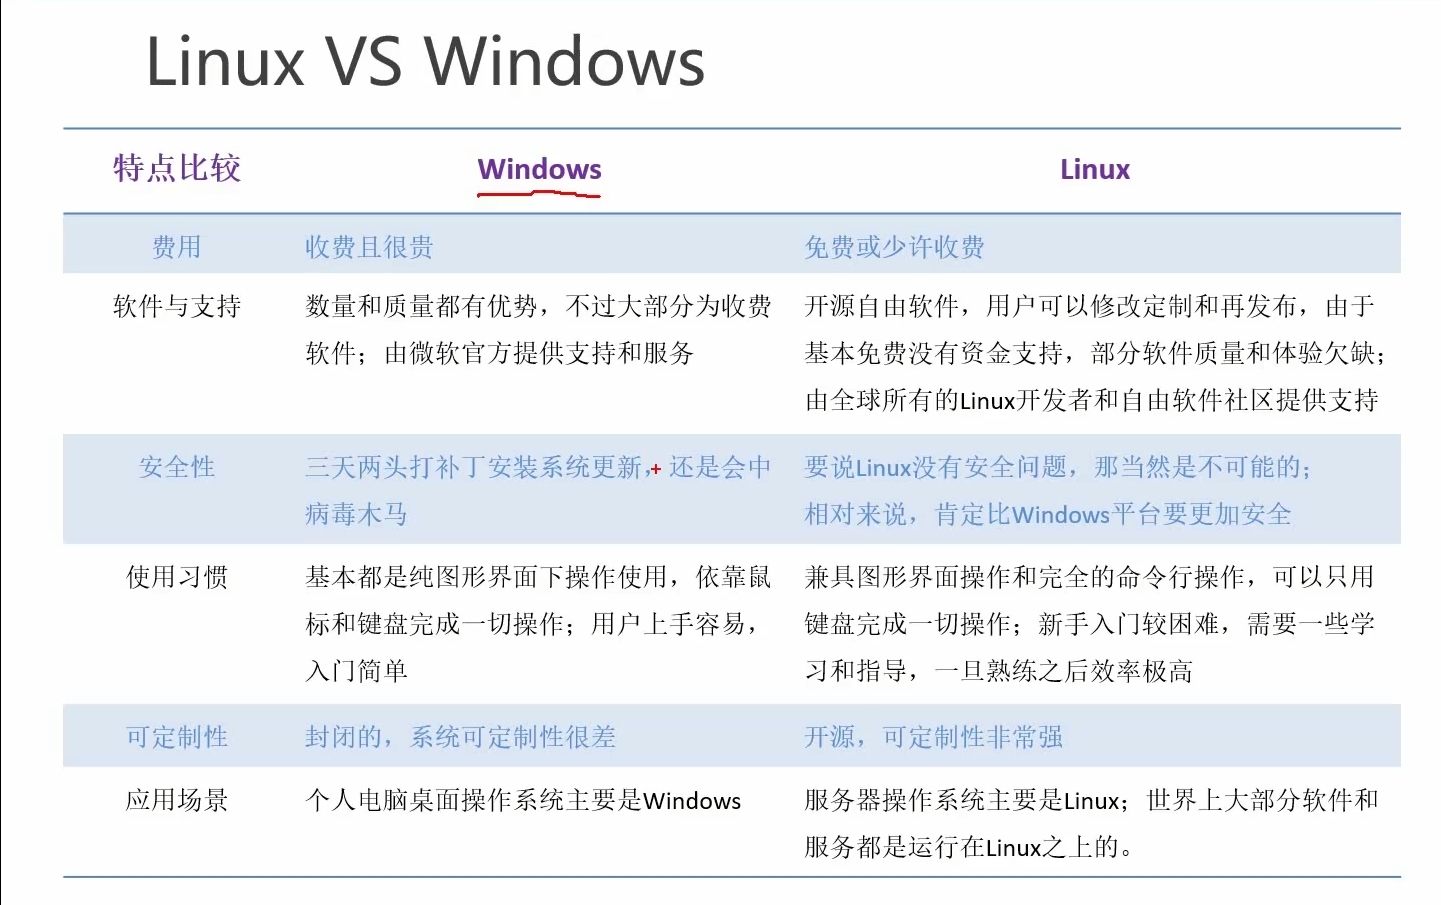 Linux VS Windows
特点比较 Windows Linux
费用 收费且很贵 免费或少许收费
软件与支持 数量和质量都有优势，不过大部分为收费
软件；由微软官方提供支持和服务
开源自由软件，用户可以修改定制和再发布，由于
基本免费没有资金支持，部分软件质量和体验欠缺；
由全球所有的Linux开发者和自由软件社区提供支持
安全性 三天两头打补丁安装系统更新，还是会中
病毒木马
要说Linux没有安全问题，那当然是不可能的；
相对来说，肯定比Windows平台要更加安全
使用习惯 基本都是纯图形界面下操作使用，依靠鼠
标和键盘完成一切操作；用户上手容易，
入门简单
兼具图形界面操作和完全的命令行操作，可以只用
键盘完成一切操作；新手入门较困难，需要一些学
习和指导，一旦熟练之后效率极高
可定制性 封闭的，系统可定制性很差 开源，可定制性非常强
应用场景 个人电脑桌面操作系统主要是Windows
服务器操作系统主要是Linux；世界上大部分软件和
服务都是运行在Linux之上的。